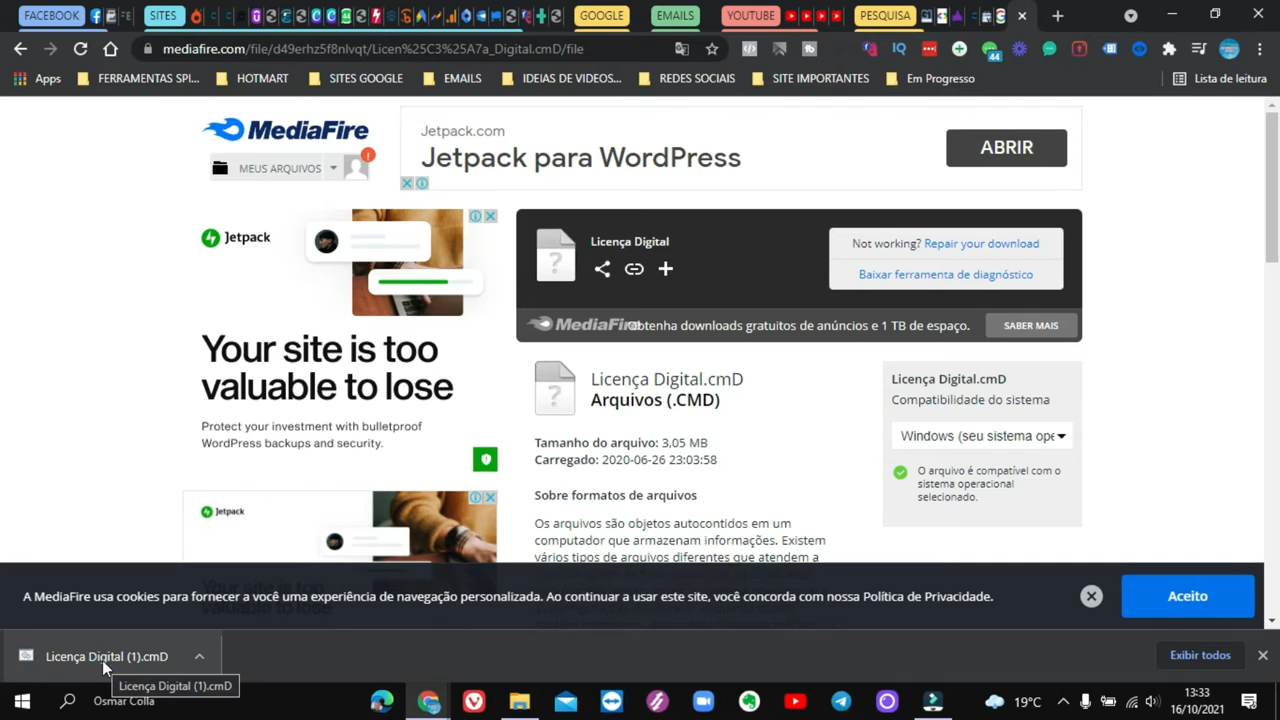 FACEBOOK
SITES
GOOGLE
EMAILS
YOUTUBE
PESQUISA
mediafire.com/file/d49erhz5f8nlvqt/Licen%25C3%25A7a_Digital.cmD/file
IQ
44
Apps
FERRAMENTAS SPI...
HOTMART
SITES GOOGLE
EMAILS
IDEIAS DE VIDEOS...
REDES SOCIAIS
SITE IMPORTANTES
Em Progresso
Lista de leitura
MediaFire
MEUS ARQUIVOS
!
Jetpack.com
Jetpack para WordPress
ABRIR
Jetpack
Your site is too
valuable to lose
Protect your investment with bulletproof
WordPress backups and security.
Jetpack
Licença Digital
Not working? Repair your download
Baixar ferramenta de diagnóstico
Obtenha downloads gratuitos de anúncios e 1 TB de espaço.
SABER MAIS
Licença Digital.cmD
Arquivos (.CMD)
Tamanho do arquivo: 3,05 MB
Carregado: 2020-06-26 23:03:58
Sobre formatos de arquivos
Os arquivos são objetos autocontidos em um
computador que armazenam informações. Existem
vários tipos de arquivos diferentes que atendem a
Licença Digital.cmD
Compatibilidade do sistema
Windows (seu sistema ope
O arquivo é compatível com o
sistema operacional
selecionado.
A MediaFire usa cookies para fornecer a você uma experiência de navegação personalizada. Ao continuar a usar este site, você concorda com nossa Política de Privacidade.
Aceito
Licença Digital (1).cmD
Licença Digital (1).cmD
Exibir todos
Osmar Colla
19°C
13:33
16/10/2021